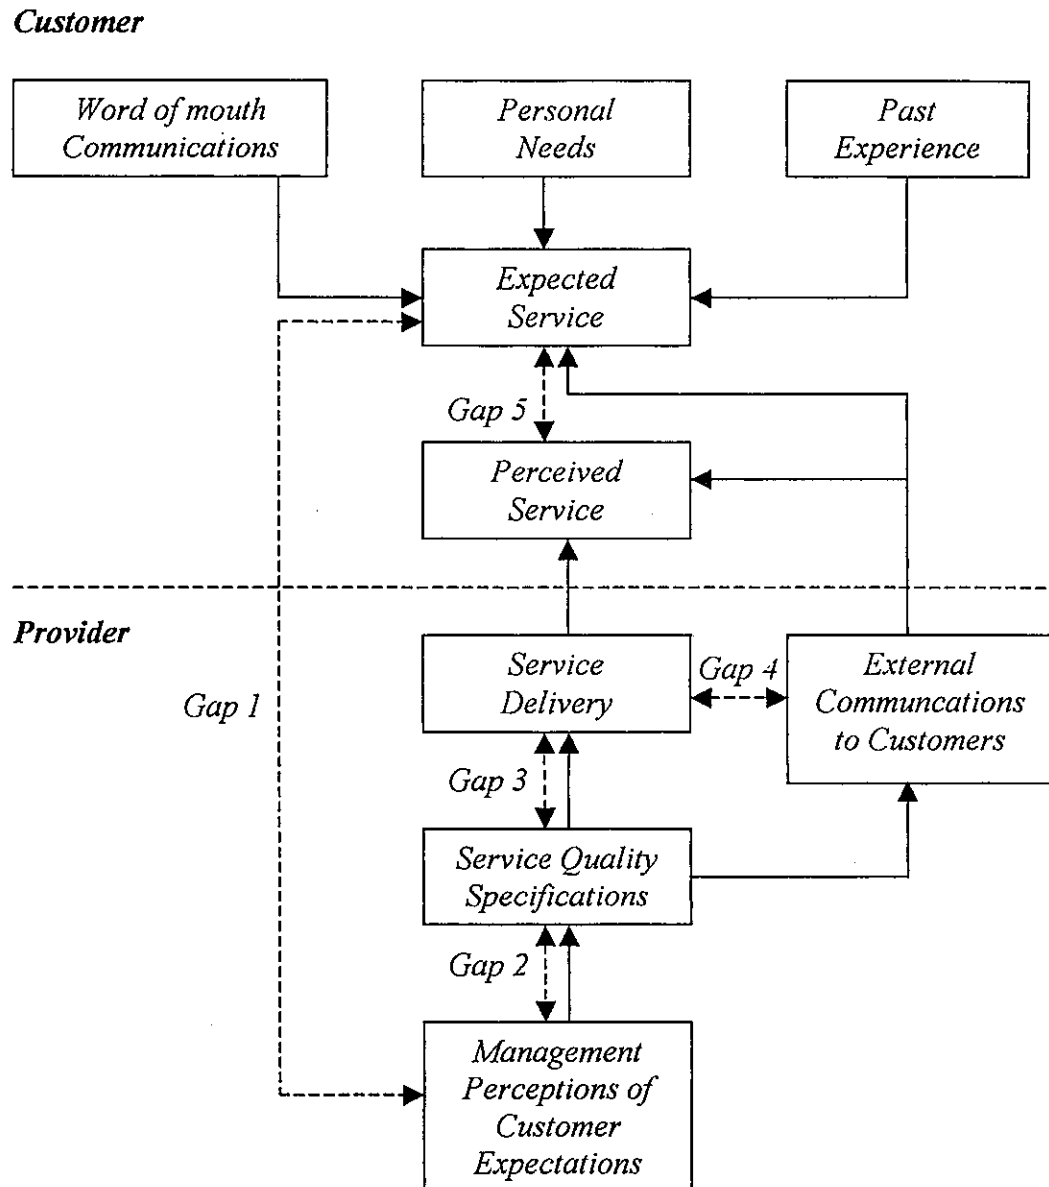 Customer
Word of mouth
Communications
Personal
Needs
Past
Experience
Expected
Service
Gap 5
Perceived
Service
Provider
Service
Delivery
Gap 4
External
Communcations
to Customers
Gap 1
Gap 3
Service Quality
Specifications
Gap 2
Management
Perceptions of
Customer
Expectations